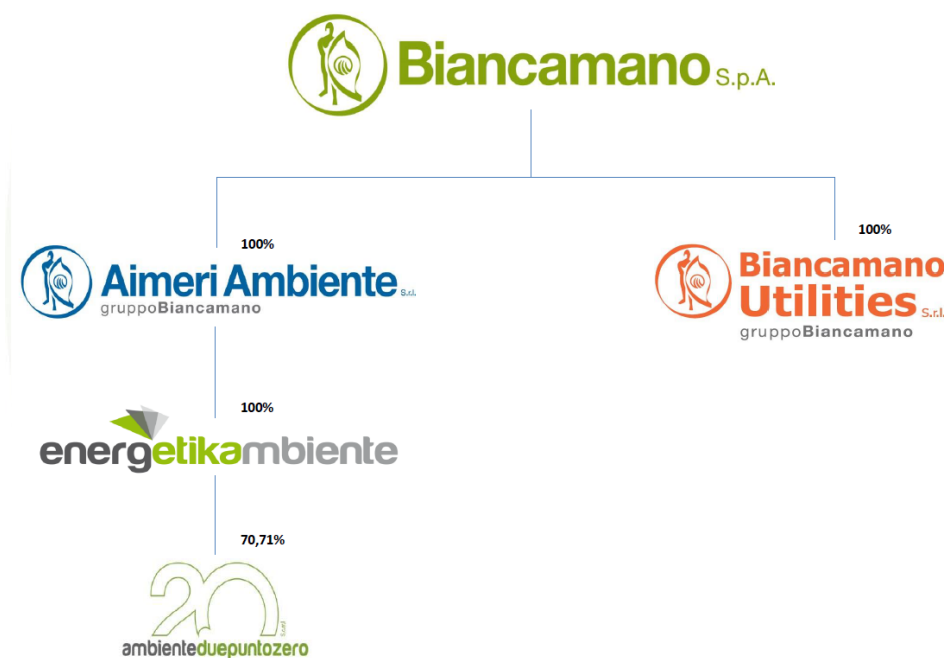 Biancamano S.p.A.
100%
Aimeri Ambiente S.r.l.
gruppoBiancamano
100%
Biancamano
Utilities S.r.l.
gruppoBiancamano
100%
energetikambiente
70,71%
20
ambienteduepuntozero